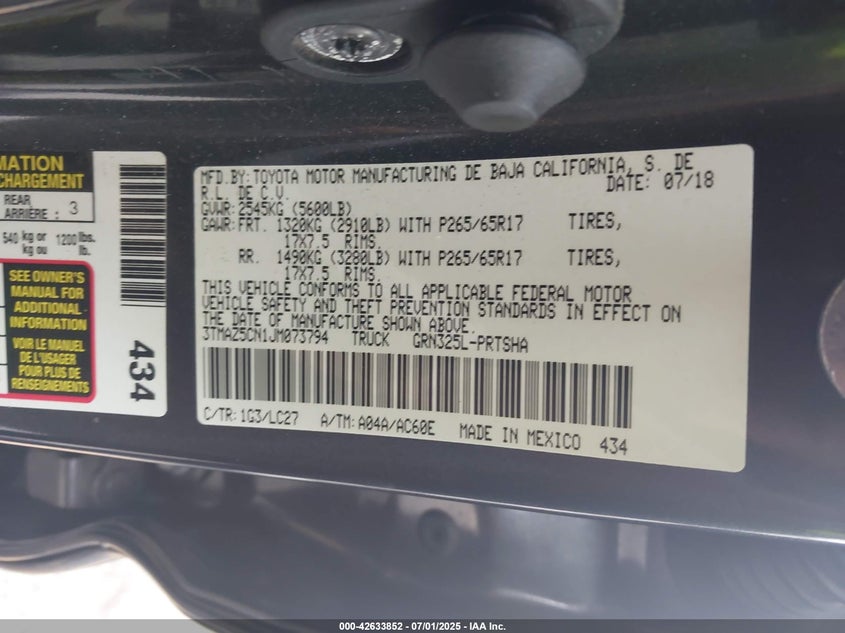 MATION
CHARGEMENT
REAR
ARRIÈRE : 3
540 kg or 1200 lbs.
kg ou lb.
SEE OWNER'S
MANUAL FOR
ADDITIONAL
INFORMATION
VOIR LE MANUEL
DE L'USAGER
POUR PLUS DE
RENSEIGNEMENTS
434
MFD.BY:TOYOTA MOTOR MANUFACTURING DE BAJA CALIFORNIA, S. DE
R.L. DE C.V. DATE: 07/18
GVWR:2545KG (5600LB)
GAWR:FRT. 1320KG (2910LB) WITH P265/65R17 TIRES,
17X7.5 RIMS.
RR. 1490KG (3280LB) WITH P265/65R17 TIRES,
17X7.5 RIMS.
THIS VEHICLE CONFORMS TO ALL APPLICABLE FEDERAL MOTOR
VEHICLE SAFETY AND THEFT PREVENTION STANDARDS IN EFFECT ON
THE DATE OF MANUFACTURE SHOWN ABOVE.
3TMAZ5CN1JM073794 TRUCK GRN325L-PRTSHA
C/TR:1G3/LC27 A/TM:A04A/AC60E MADE IN MEXICO 434
000-42633852 / 07/01/2025 - IAA Inc.